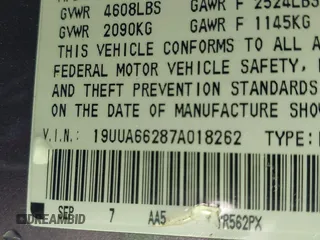 GVWR 4608LBS GAWR F 2524LBS
GVWR 2090KG GAWR F 1145KG
THIS VEHICLE CONFORMS TO ALL
FEDERAL MOTOR VEHICLE SAFETY,
AND THEFT PREVENTION STANDARDS
ON THE DATE OF MANUFACTURE SHOWN
V.I.N: 19UUA66287A018262 TYPE:
SEP 7 AA5 YR562PX
DREAMBID